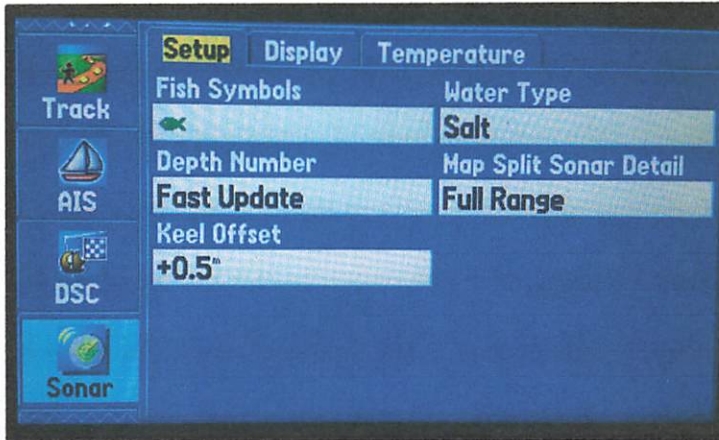 Setup Display Temperature
Track
Fish Symbols Water Type
Salt
AIS
Depth Number Map Split Sonar Detail
Fast Update Full Range
Keel Offset
+0.5m
DSC
Sonar